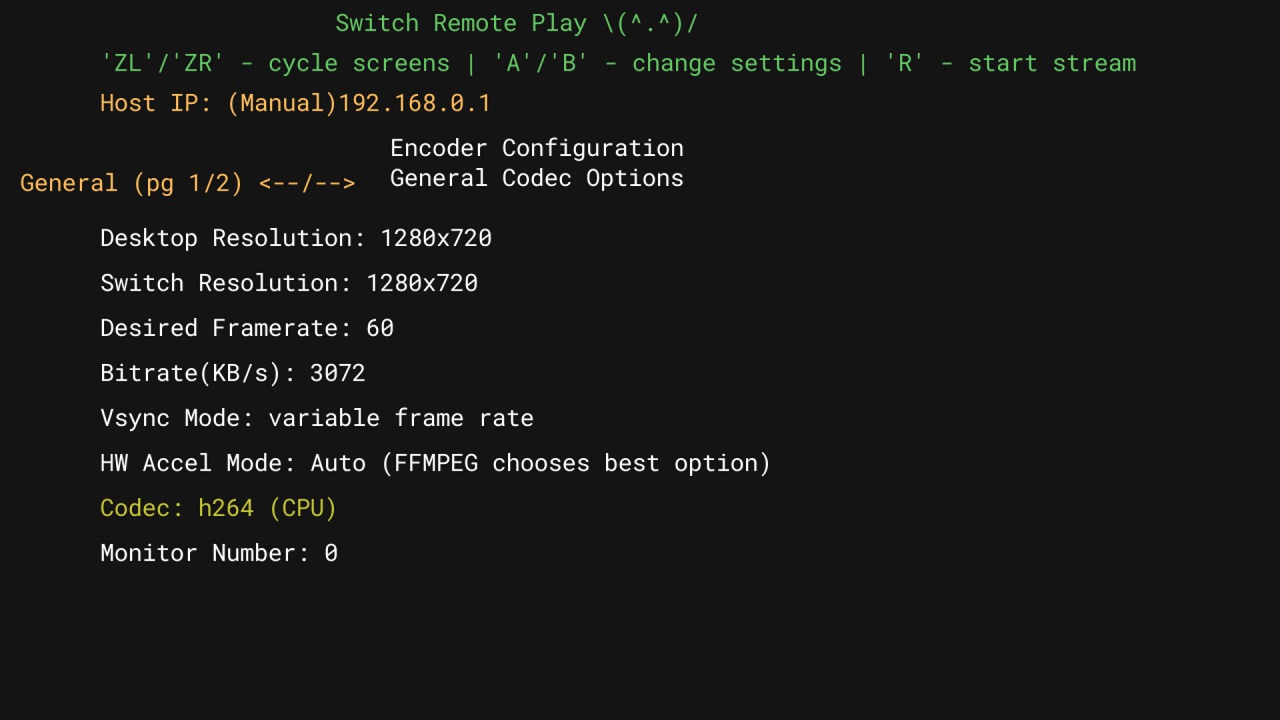 Switch Remote Play \(^.^)/
'ZL'/'ZR' - cycle screens | 'A'/'B' - change settings | 'R' - start stream
Host IP: (Manual)192.168.0.1
Encoder Configuration
General (pg 1/2) <--/--> General Codec Options
Desktop Resolution: 1280x720
Switch Resolution: 1280x720
Desired Framerate: 60
Bitrate(KB/s): 3072
Vsync Mode: variable frame rate
HW Accel Mode: Auto (FFMPEG chooses best option)
Codec: h264 (CPU)
Monitor Number: 0